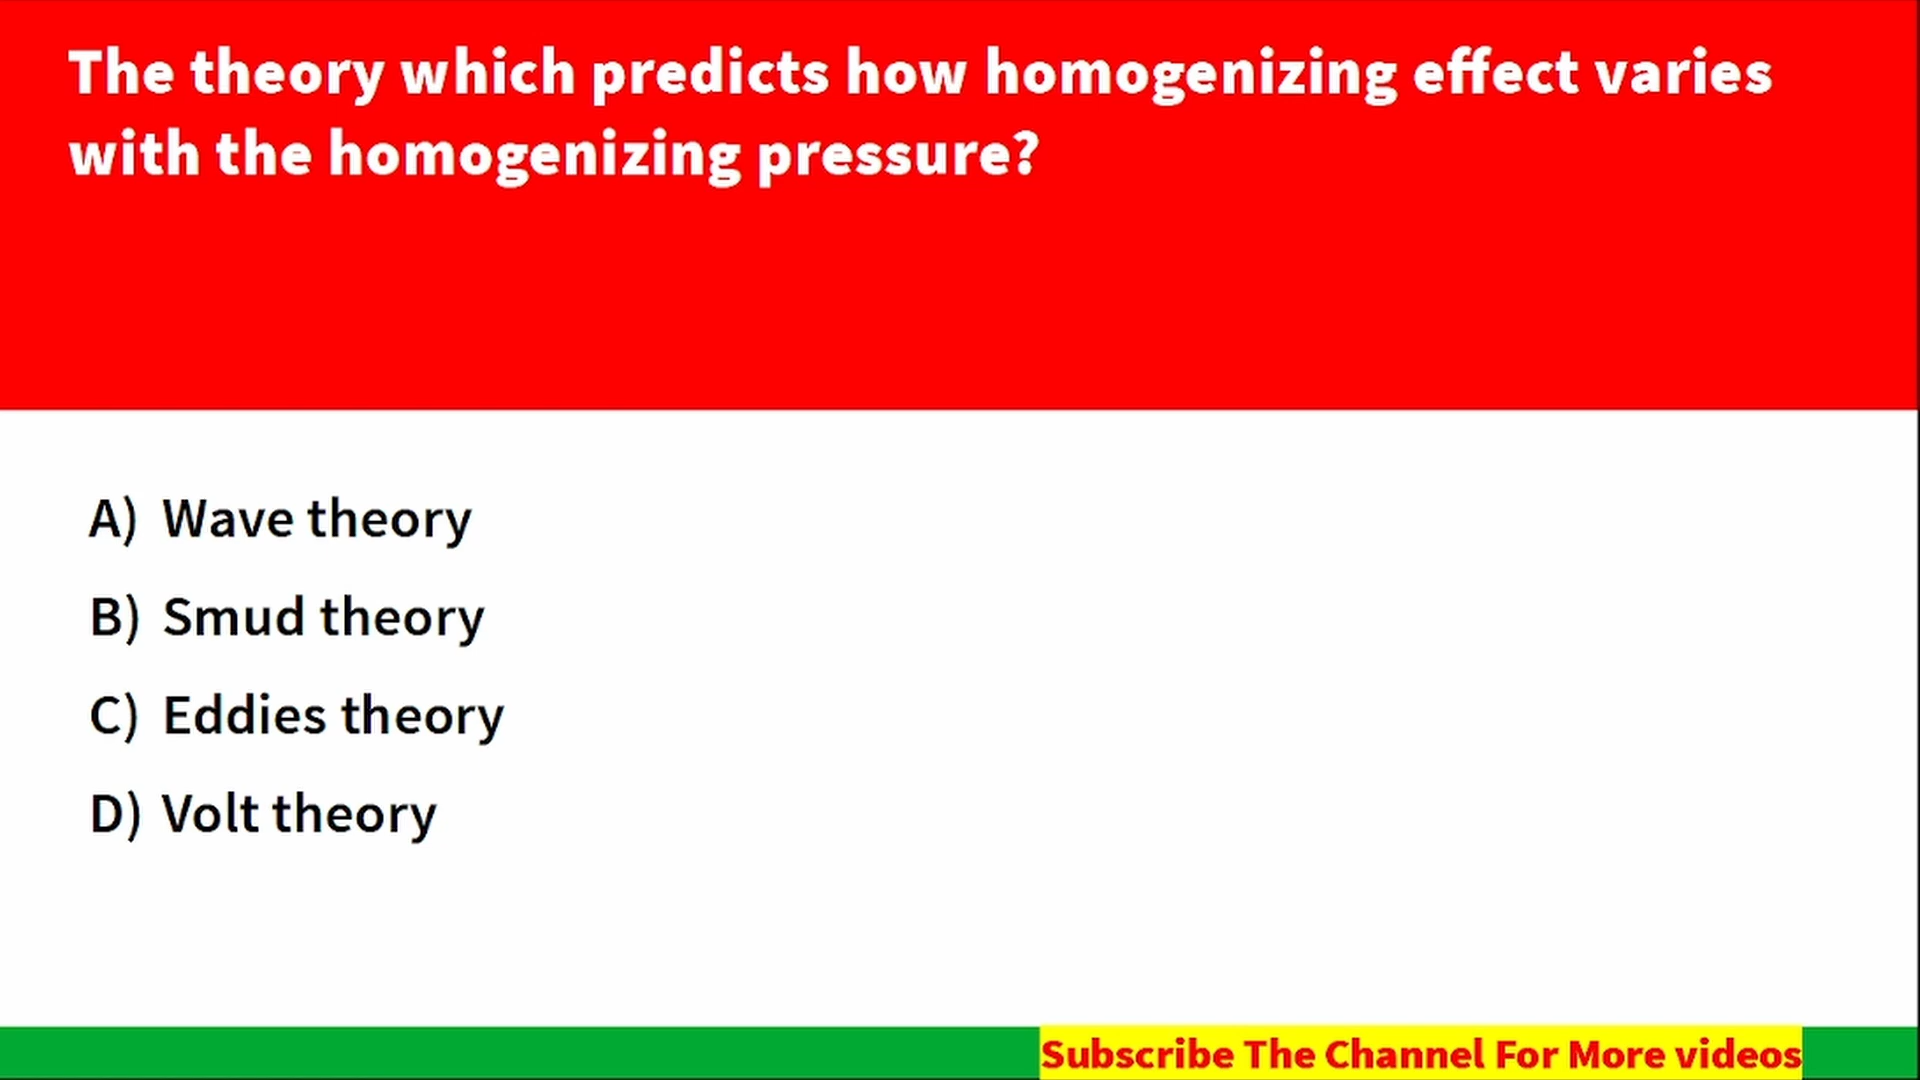 The theory which predicts how homogenizing effect varies
with the homogenizing pressure?
A) Wave theory
B) Smud theory
C) Eddies theory
D) Volt theory
Subscribe The Channel For More videos